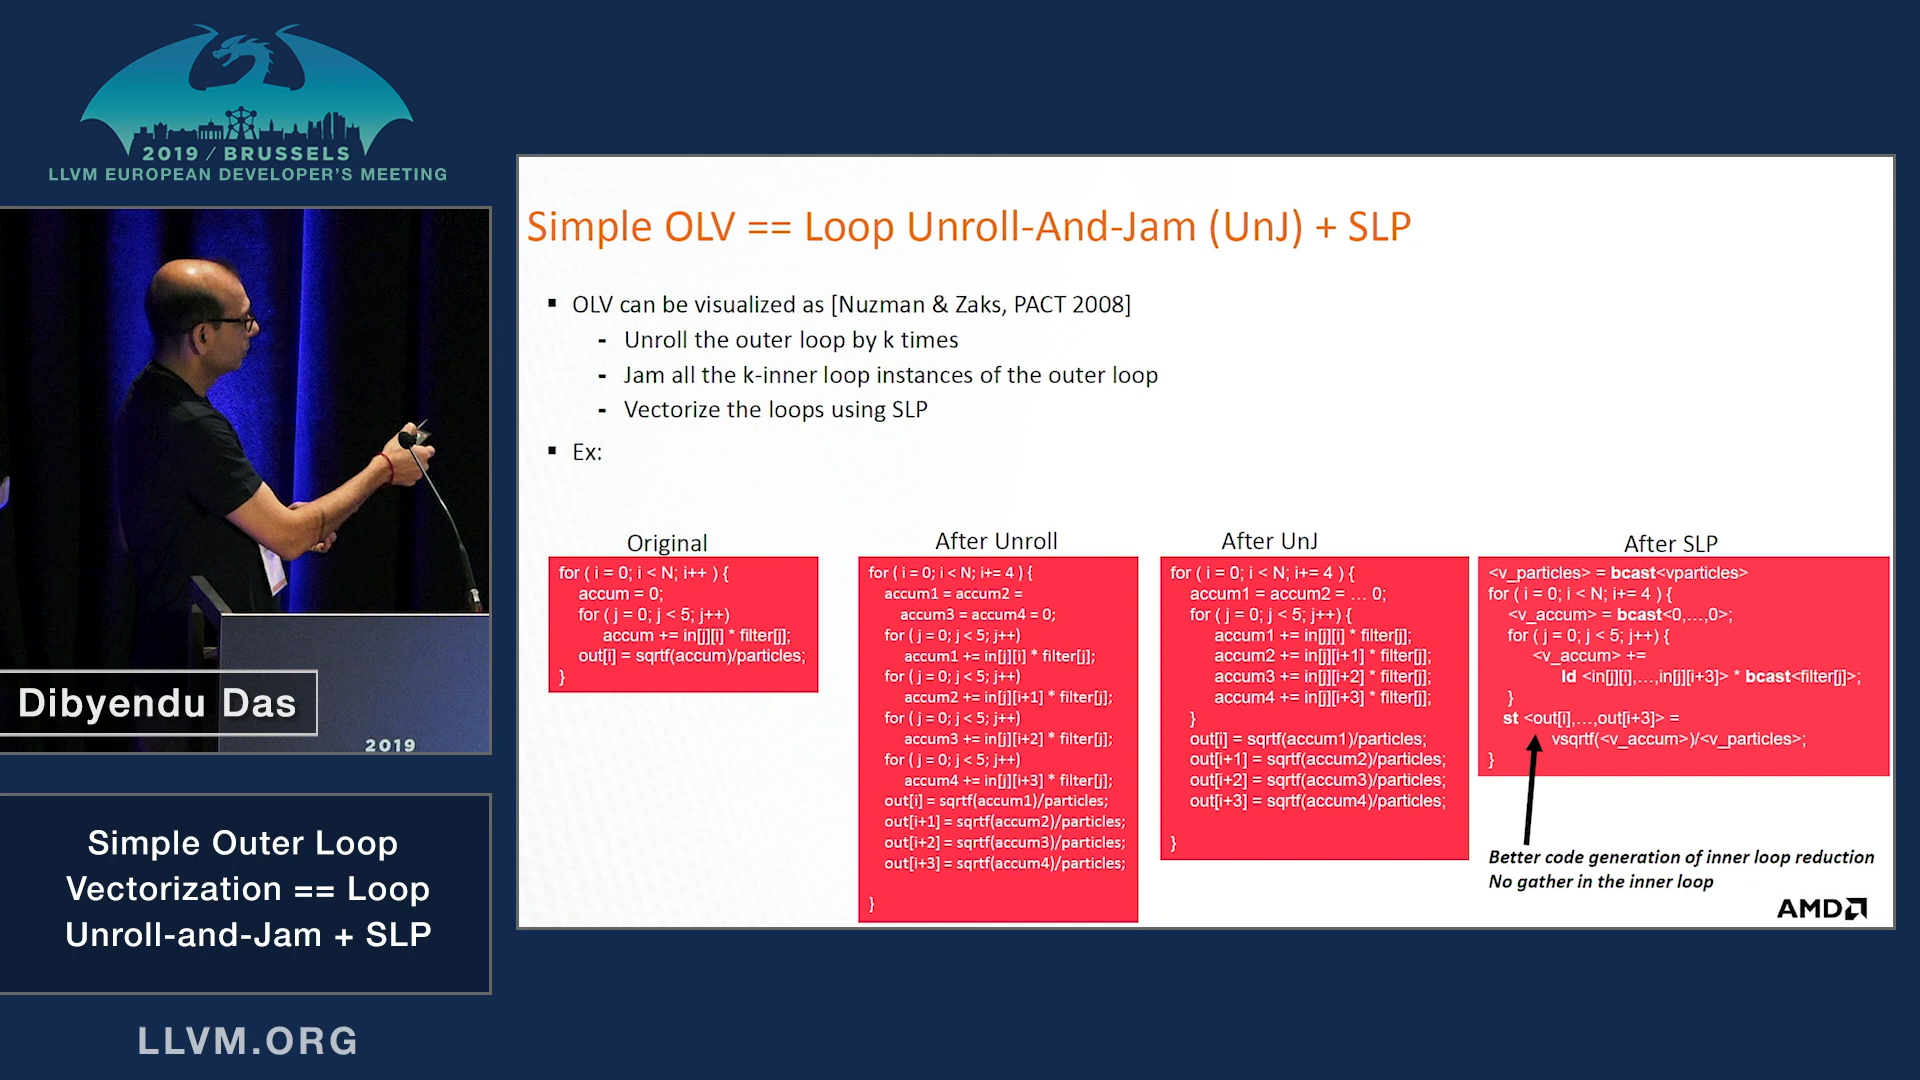 2019 / BRUSSELS
LLVM EUROPEAN DEVELOPER'S MEETING
Dibyendu Das
2019
Simple Outer Loop
Vectorization == Loop
Unroll-and-Jam + SLP
LLVM.ORG
Simple OLV == Loop Unroll-And-Jam (UnJ) + SLP
▪ OLV can be visualized as [Nuzman & Zaks, PACT 2008]
- Unroll the outer loop by k times
- Jam all the k-inner loop instances of the outer loop
- Vectorize the loops using SLP
▪ Ex:
Original
for ( i = 0; i < N; i++ ) {
accum = 0;
for ( j = 0; j < 5; j++)
accum += in[j][i] * filter[j];
out[i] = sqrtf(accum)/particles;
}
After Unroll
for ( i = 0; i < N; i+= 4 ) {
accum1 = accum2 =
accum3 = accum4 = 0;
for ( j = 0; j < 5; j++)
accum1 += in[j][i] * filter[j];
for ( j = 0; j < 5; j++)
accum2 += in[j][i+1] * filter[j];
for ( j = 0; j < 5; j++)
accum3 += in[j][i+2] * filter[j];
for ( j = 0; j < 5; j++)
accum4 += in[j][i+3] * filter[j];
out[i] = sqrtf(accum1)/particles;
out[i+1] = sqrtf(accum2)/particles;
out[i+2] = sqrtf(accum3)/particles;
out[i+3] = sqrtf(accum4)/particles;
}
After UnJ
for ( i = 0; i < N; i+= 4 ) {
accum1 = accum2 = … 0;
for ( j = 0; j < 5; j++) {
accum1 += in[j][i] * filter[j];
accum2 += in[j][i+1] * filter[j];
accum3 += in[j][i+2] * filter[j];
accum4 += in[j][i+3] * filter[j];
}
out[i] = sqrtf(accum1)/particles;
out[i+1] = sqrtf(accum2)/particles;
out[i+2] = sqrtf(accum3)/particles;
out[i+3] = sqrtf(accum4)/particles;
}
After SLP
<v_particles> = bcast<vparticles>
for ( i = 0; i < N; i+= 4 ) {
<v_accum> = bcast<0,…,0>;
for ( j = 0; j < 5; j++) {
<v_accum> +=
ld <in[j][i],…,in[j][i+3]> * bcast<filter[j]>;
}
st <out[i],…,out[i+3]> =
vsqrtf(<v_accum>)/<v_particles>;
}
Better code generation of inner loop reduction
No gather in the inner loop
AMD